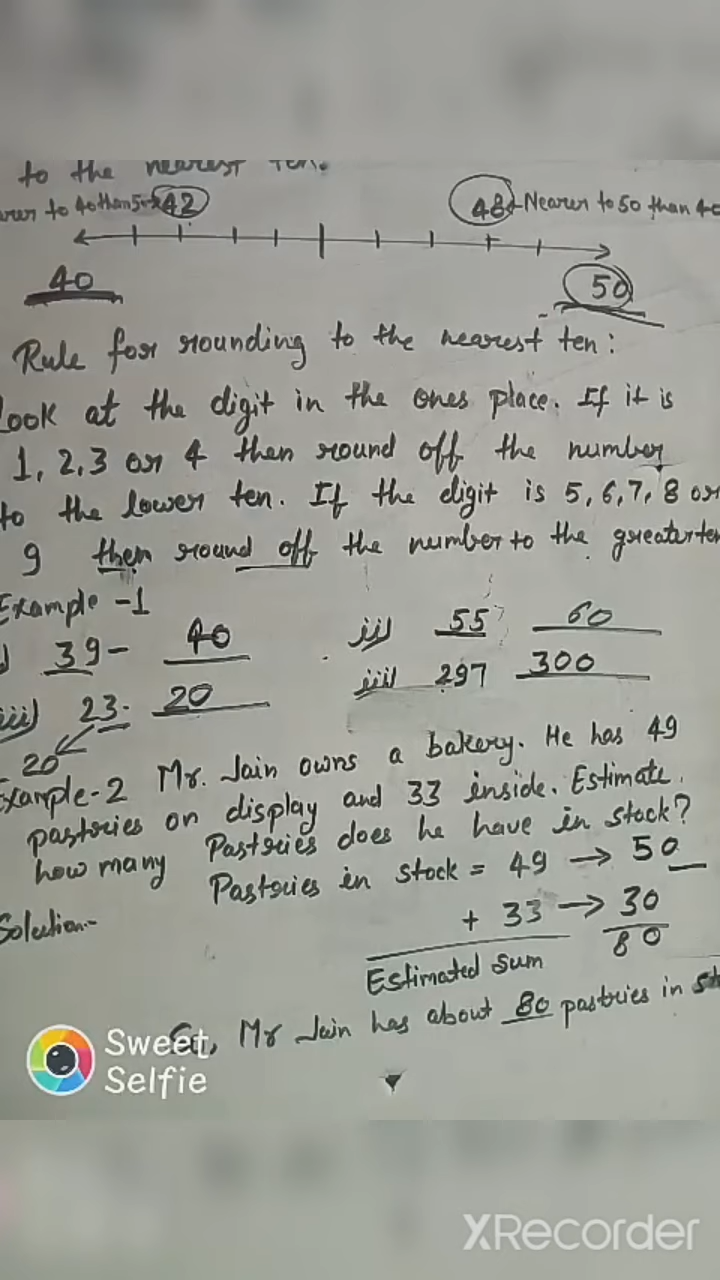 to the nearest ten.
to 40 than 50 42
48 Nearer to 50 than 40
40
50
Rule for rounding to the nearest ten:
Look at the digit in the ones place. If it is
1, 2, 3 or 4 then round off the number
to the lower ten. If the digit is 5, 6, 7, 8 or
9 then round off the number to the greater ten
Example -1
39- 40
ii) 55 60
iii) 23- 20
iii) 297 300
20
Example-2 Mr. Jain owns a bakery. He has 49
pastries on display and 33 inside. Estimate
how many Pastries does he have in stock?
Solution:- Pastries in stock = 49 → 50
+ 33 → 30
Estimated sum 80
So, Mr Jain has about 80 pastries in
Sweet
Selfie
XRecorder